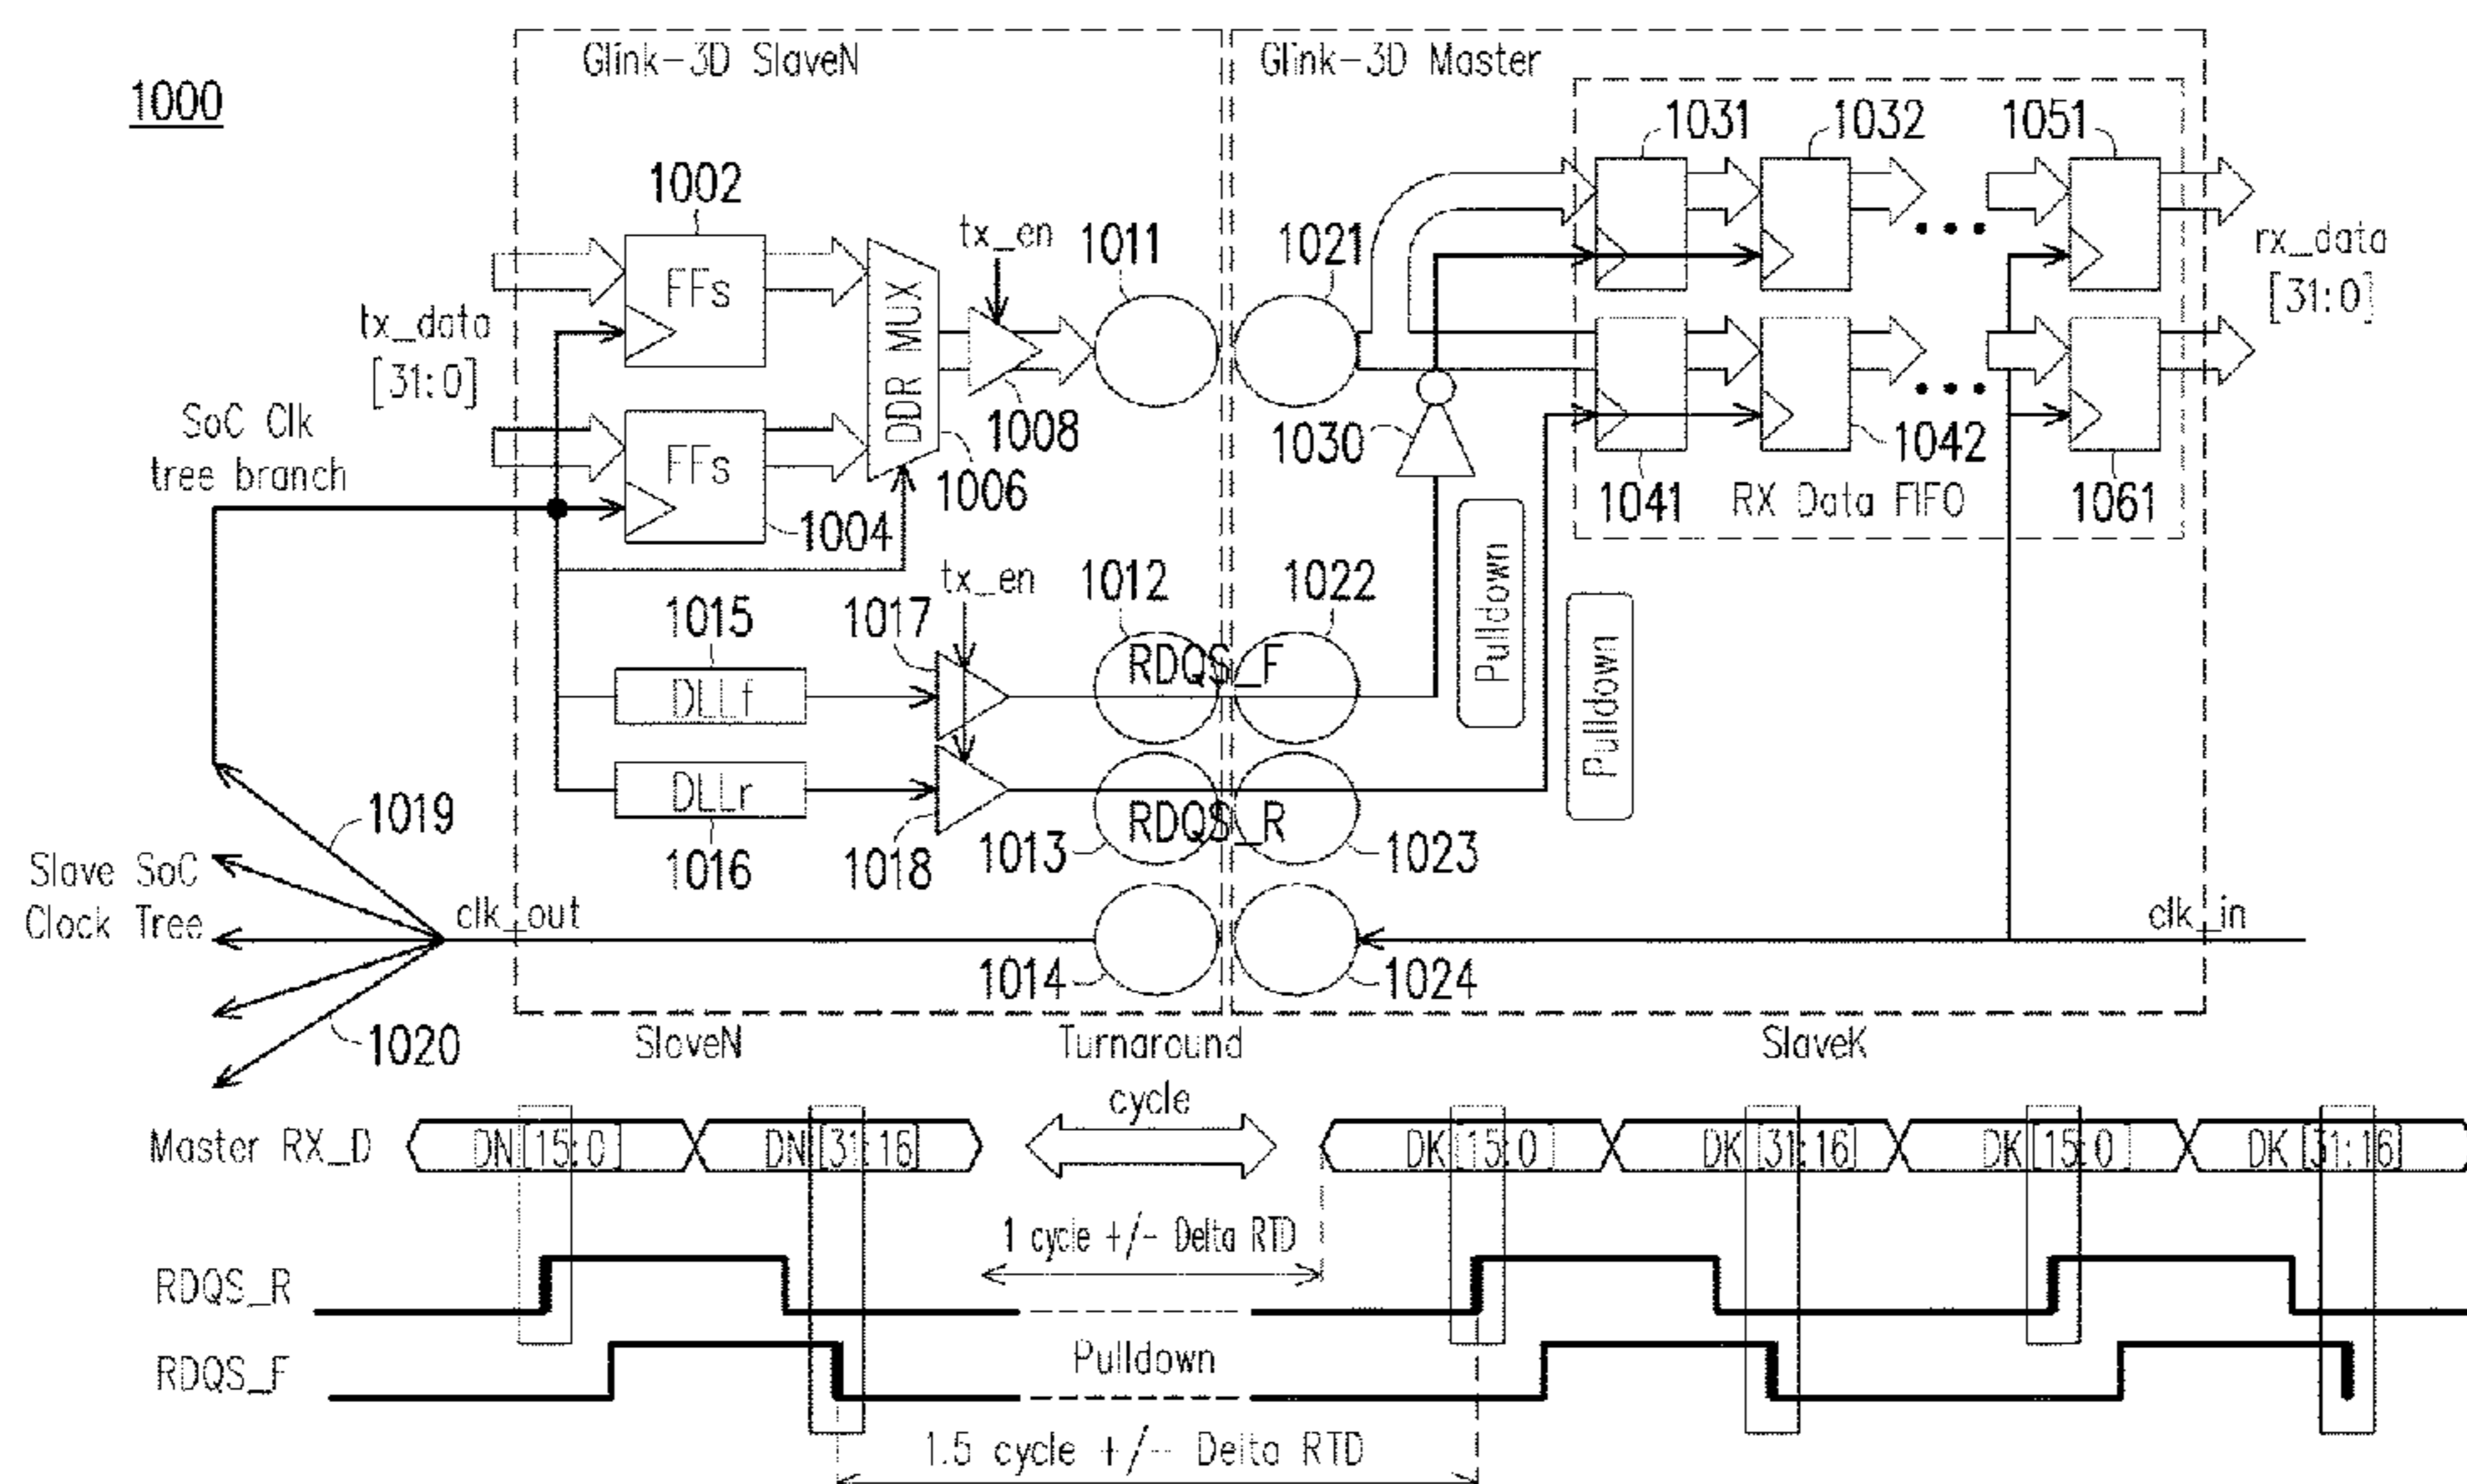 1000
Glink-3D SlaveN
Glink-3D Master
1031
1032
1051
1002
tx_en
1011
1021
FFs
DDR MUX
tx_data
[31:0]
rx_data
[31:0]
1008
1030
1042
SoC Clk
tree branch
FFs
1006
1041
RX Data FIFO
1061
1004
Pulldown
tx_en
1012
1022
1015
1017
Pulldown
DLLf
RDQS_F
DLLr
RDQS_R
1019
1016
1018
1013
1023
Slave SoC
Clock Tree
clk_out
clk_in
1014
1024
1020
SlaveN
Turnaround
cycle
SlaveK
Master RX_D
DN[15:0]
DN[31:16]
DK[15:0]
DK[31:16]
DK[15:0]
DK[31:16]
1 cycle +/- Delta RTD
RDQS_R
RDQS_F
Pulldown
1.5 cycle +/- Delta RTD